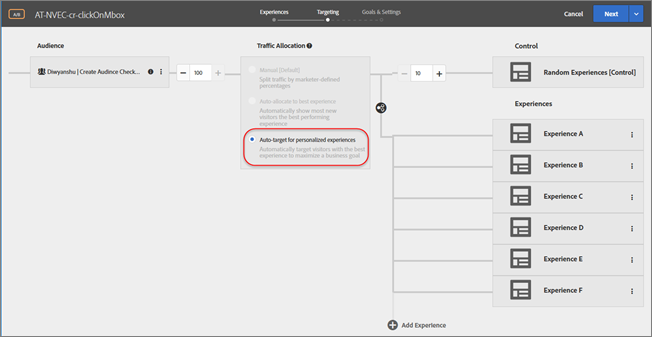 A/B AT-NVEC-cr-clickOnMbox
Experiences Targeting Goals & Settings
Cancel Next
Audience
Traffic Allocation
Control
Diwyanshu | Create Audince Check...
100
Manual (Default)
Split traffic by marketer-defined
percentages
Auto-allocate to best experience
Automatically show most new
visitors the best performing
experience
Auto-target for personalized experiences
Automatically target visitors with the best
experience to maximize a business goal
10
Random Experiences [Control]
Experiences
Experience A
Experience B
Experience C
Experience D
Experience E
Experience F
Add Experience